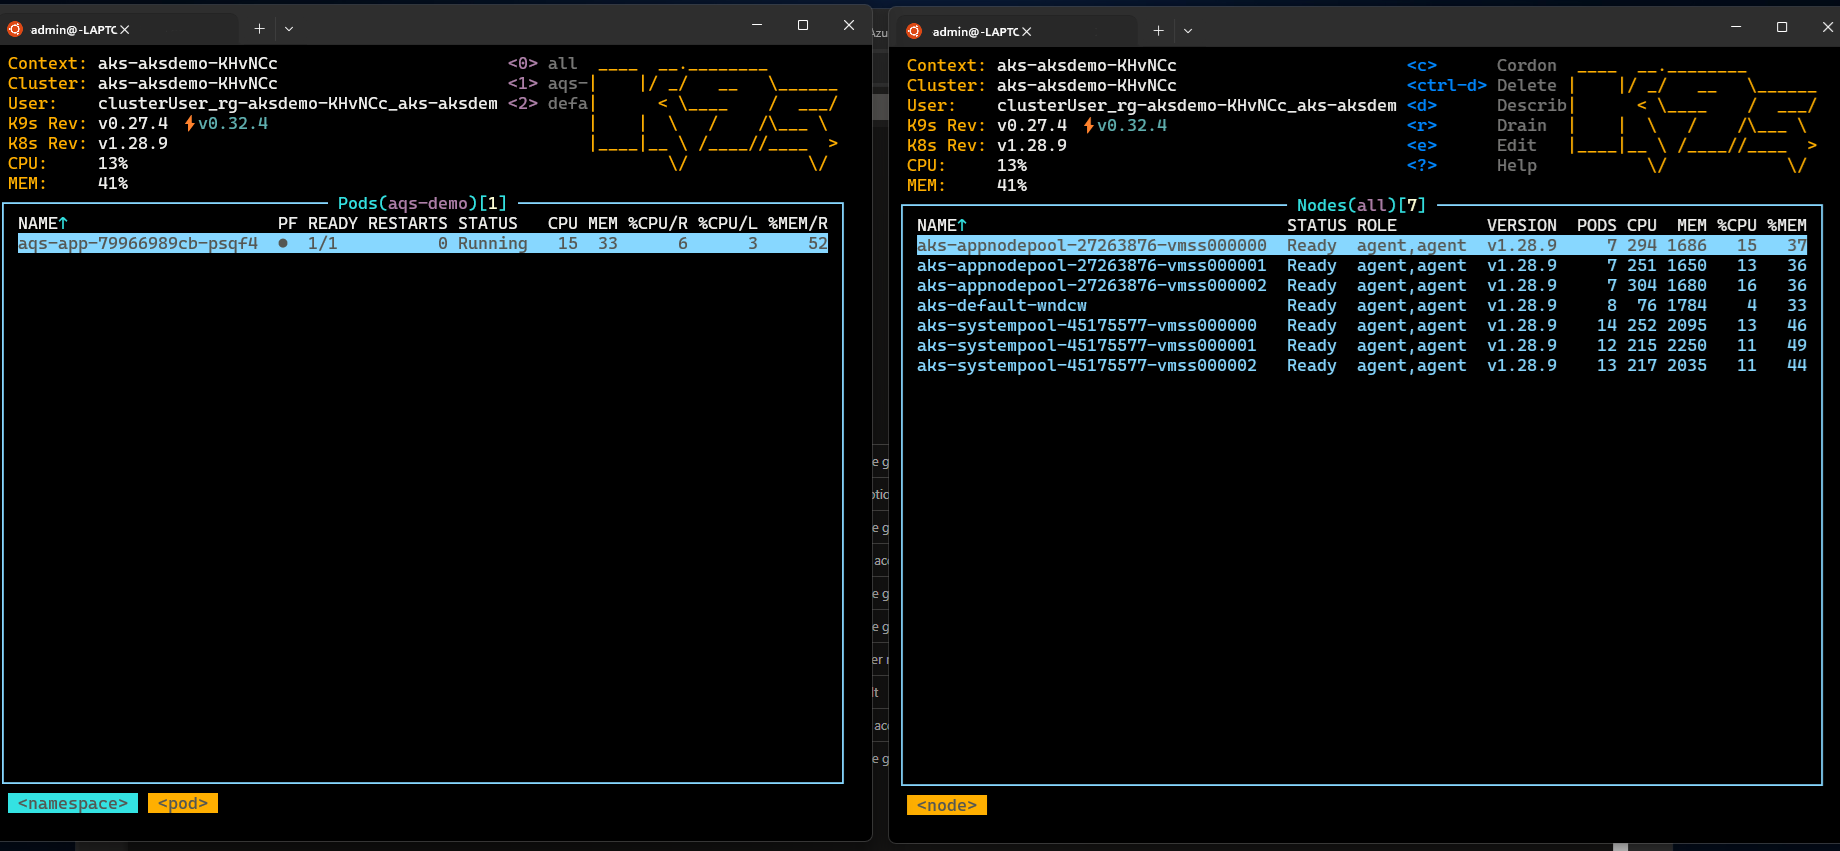 admin@-LAPTC
Context: aks-aksdemo-KHvNCc <0> all
Cluster: aks-aksdemo-KHvNCc <1> aqs-
User: clusterUser_rg-aksdemo-KHvNCc_aks-aksdem <2> defa
K9s Rev: v0.27.4 ⚡v0.32.4
K8s Rev: v1.28.9
CPU: 13%
MEM: 41%
Pods(aqs-demo)[1]
NAME↑ PF READY RESTARTS STATUS CPU MEM %CPU/R %CPU/L %MEM/R
aqs-app-79966989cb-psqf4 ● 1/1 0 Running 15 33 6 3 52
<namespace> <pod>
Azu
e g
ptic
e g
acc
e g
e g
er r
lt
acc
e g
admin@-LAPTC
Context: aks-aksdemo-KHvNCc <c> Cordon
Cluster: aks-aksdemo-KHvNCc <ctrl-d> Delete
User: clusterUser_rg-aksdemo-KHvNCc_aks-aksdem <d> Describ
K9s Rev: v0.27.4 ⚡v0.32.4 <r> Drain
K8s Rev: v1.28.9 <e> Edit
CPU: 13% <?> Help
MEM: 41%
Nodes(all)[7]
NAME↑ STATUS ROLE VERSION PODS CPU MEM %CPU %MEM
aks-appnodepool-27263876-vmss000000 Ready agent,agent v1.28.9 7 294 1686 15 37
aks-appnodepool-27263876-vmss000001 Ready agent,agent v1.28.9 7 251 1650 13 36
aks-appnodepool-27263876-vmss000002 Ready agent,agent v1.28.9 7 304 1680 16 36
aks-default-wndcw Ready agent,agent v1.28.9 8 76 1784 4 33
aks-systempool-45175577-vmss000000 Ready agent,agent v1.28.9 14 252 2095 13 46
aks-systempool-45175577-vmss000001 Ready agent,agent v1.28.9 12 215 2250 11 49
aks-systempool-45175577-vmss000002 Ready agent,agent v1.28.9 13 217 2035 11 44
<node>